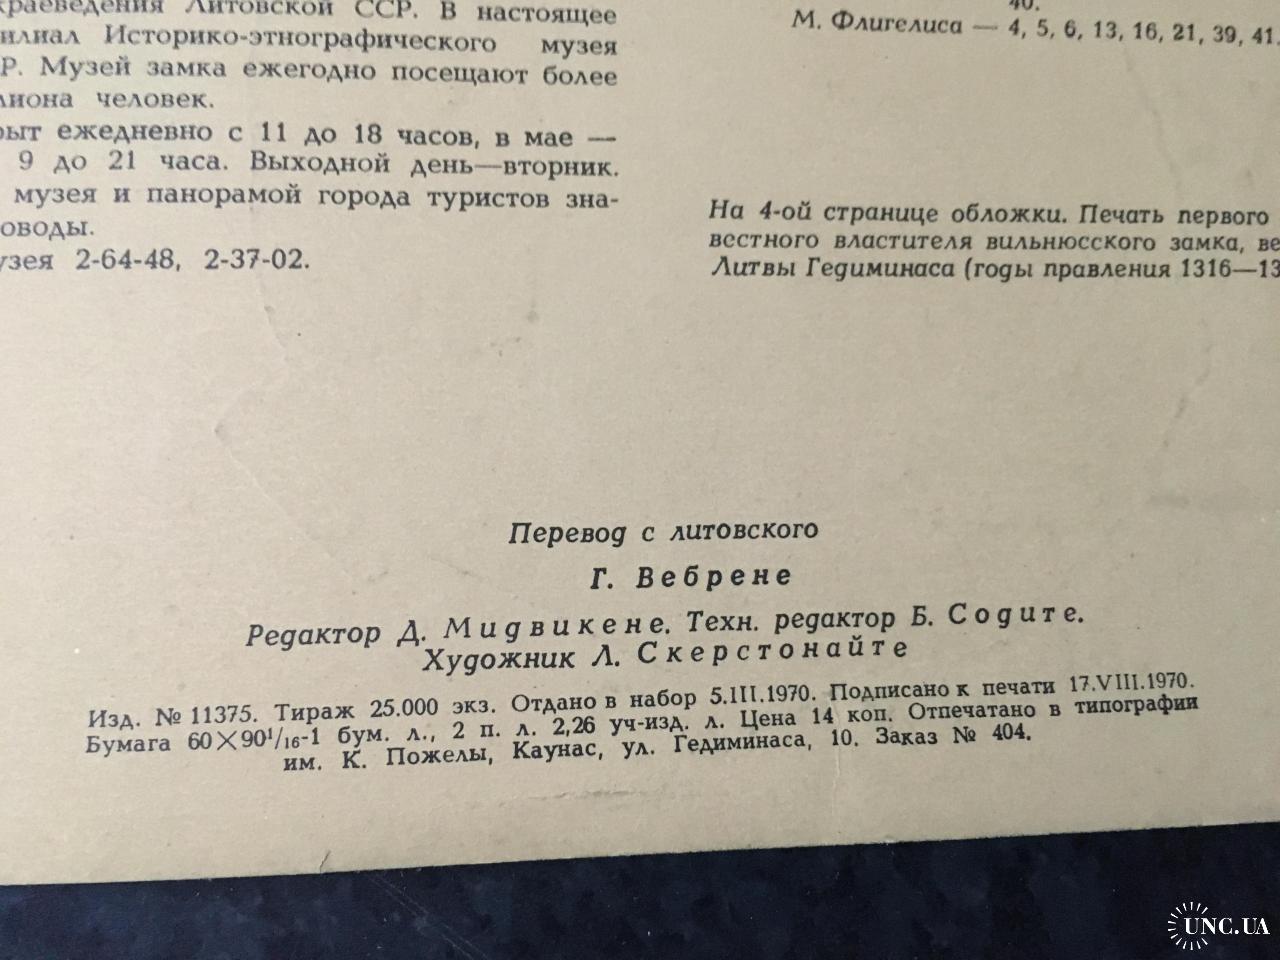 краеведения Литовской ССР. В настоящее
илиал Историко-этнографического музея
Р. Музей замка ежегодно посещают более
лиона человек.
рыт ежедневно с 11 до 18 часов, в мае —
9 до 21 часа. Выходной день—вторник.
музея и панорамой города туристов зна-
оводы.
узея 2-64-48, 2-37-02.
40.
М. Флигелиса — 4, 5, 6, 13, 16, 21, 39, 41.
На 4-ой странице обложки. Печать первого
вестного властителя вильнюсского замка, ве
Литвы Гедиминаса (годы правления 1316—13
Перевод с литовского
Г. Вебрене
Редактор Д. Мидвикене. Техн. редактор Б. Содите.
Художник Л. Скерстонайте
Изд. № 11375. Тираж 25.000 экз. Отдано в набор 5.III.1970. Подписано к печати 17.VIII.1970.
Бумага 60×90¹/₁₆-1 бум. л., 2 п. л. 2,26 уч-изд. л. Цена 14 коп. Отпечатано в типографии
им. К. Пожелы, Каунас, ул. Гедиминаса, 10. Заказ № 404.
UNC.UA